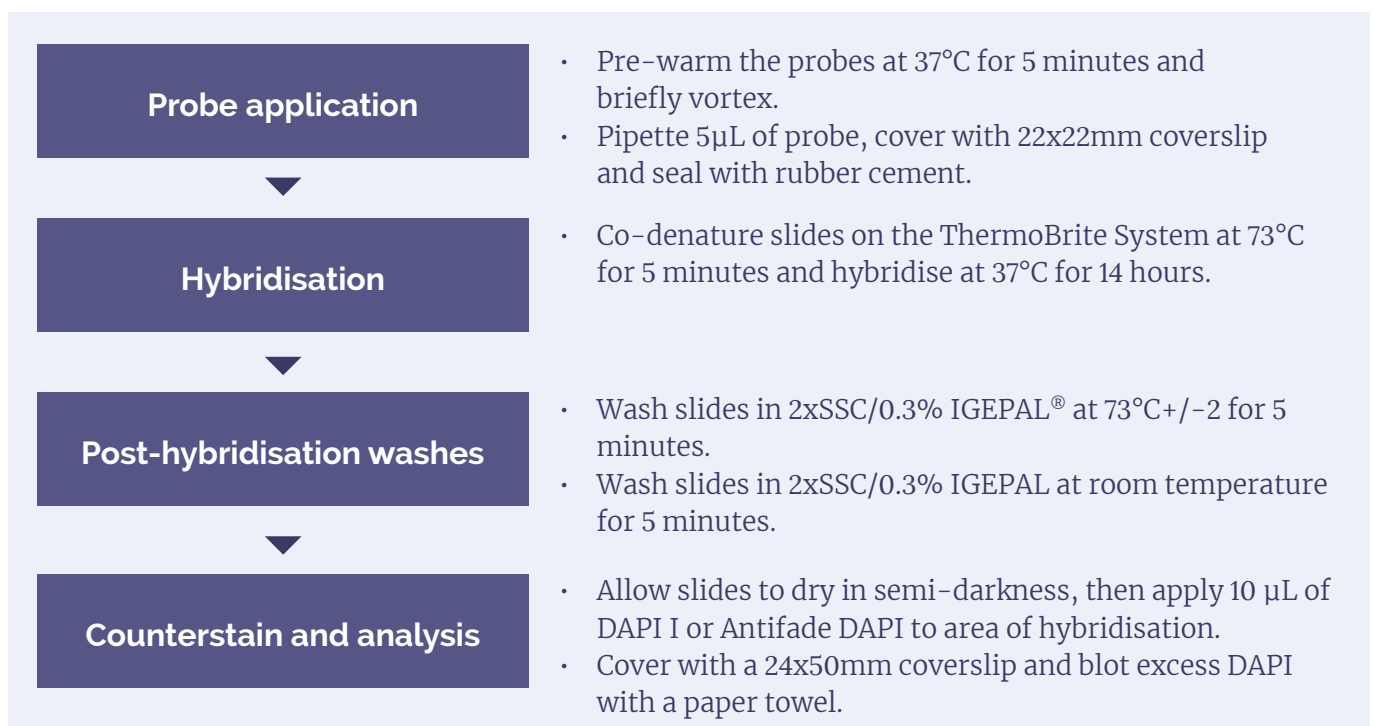 Probe application
· Pre-warm the probes at 37°C for 5 minutes and
briefly vortex.
· Pipette 5µL of probe, cover with 22x22mm coverslip
and seal with rubber cement.
Hybridisation
· Co-denature slides on the ThermoBrite System at 73°C
for 5 minutes and hybridise at 37°C for 14 hours.
Post-hybridisation washes
· Wash slides in 2xSSC/0.3% IGEPAL® at 73°C+/-2 for 5
minutes.
· Wash slides in 2xSSC/0.3% IGEPAL at room temperature
for 5 minutes.
Counterstain and analysis
· Allow slides to dry in semi-darkness, then apply 10 µL of
DAPI I or Antifade DAPI to area of hybridisation.
· Cover with a 24x50mm coverslip and blot excess DAPI
with a paper towel.